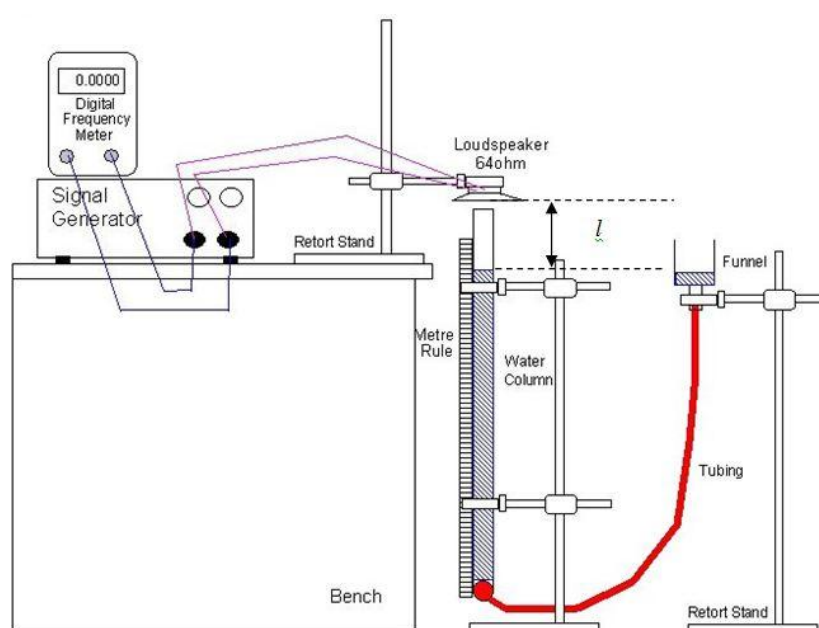 0.0000
Digital
Frequency
Meter
Signal
Generator
Loudspeaker
64ohm
l
Retort Stand
Funnel
Metre
Rule
Water
Column
Tubing
Bench
Retort Stand